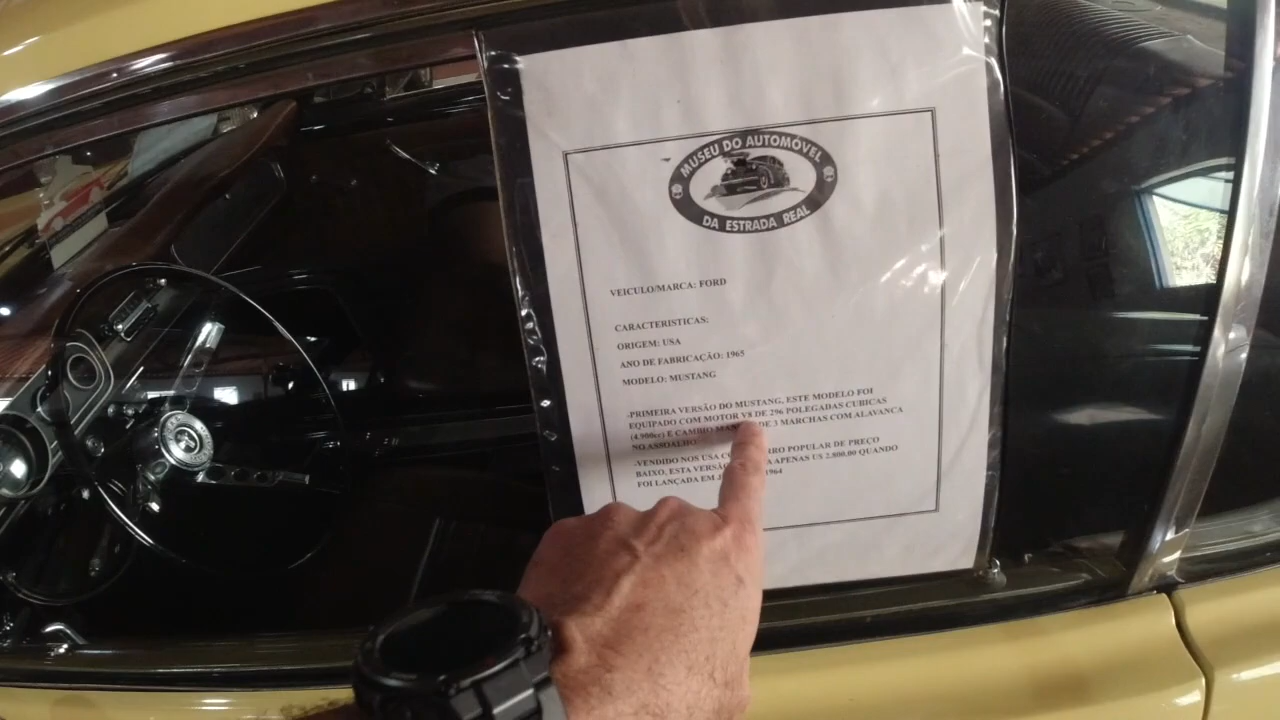 MUSEU DO AUTOMÓVEL
DA ESTRADA REAL
VEICULO/MARCA: FORD
CARACTERISTICAS:
ORIGEM: USA
ANO DE FABRICAÇÃO: 1965
MODELO: MUSTANG
-PRIMEIRA VERSÃO DO MUSTANG, ESTE MODELO FOI
EQUIPADO COM MOTOR V8 DE 296 POLEGADAS CUBICAS
(4.900cc) E CAMBIO DE 3 MARCHAS COM ALAVANCA
NO ASSOALHO
-VENDIDO NOS USA POPULAR DE PREÇO
BAIXO, ESTA VERSÃO APENAS US 2.800.00 QUANDO
FOI LANÇADA EM 1964